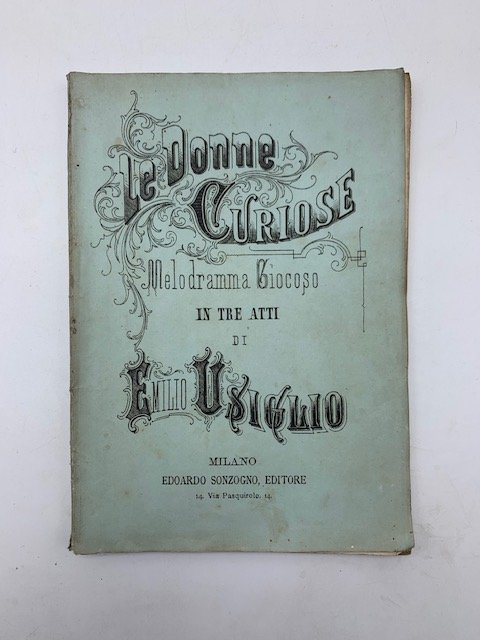 Le Donne
CURIOSE
Melodramma Giocoso
IN TRE ATTI
DI
EMILIO USIGLIO
MILANO
EDOARDO SONZOGNO, EDITORE
14, Via Pasquirolo, 14.